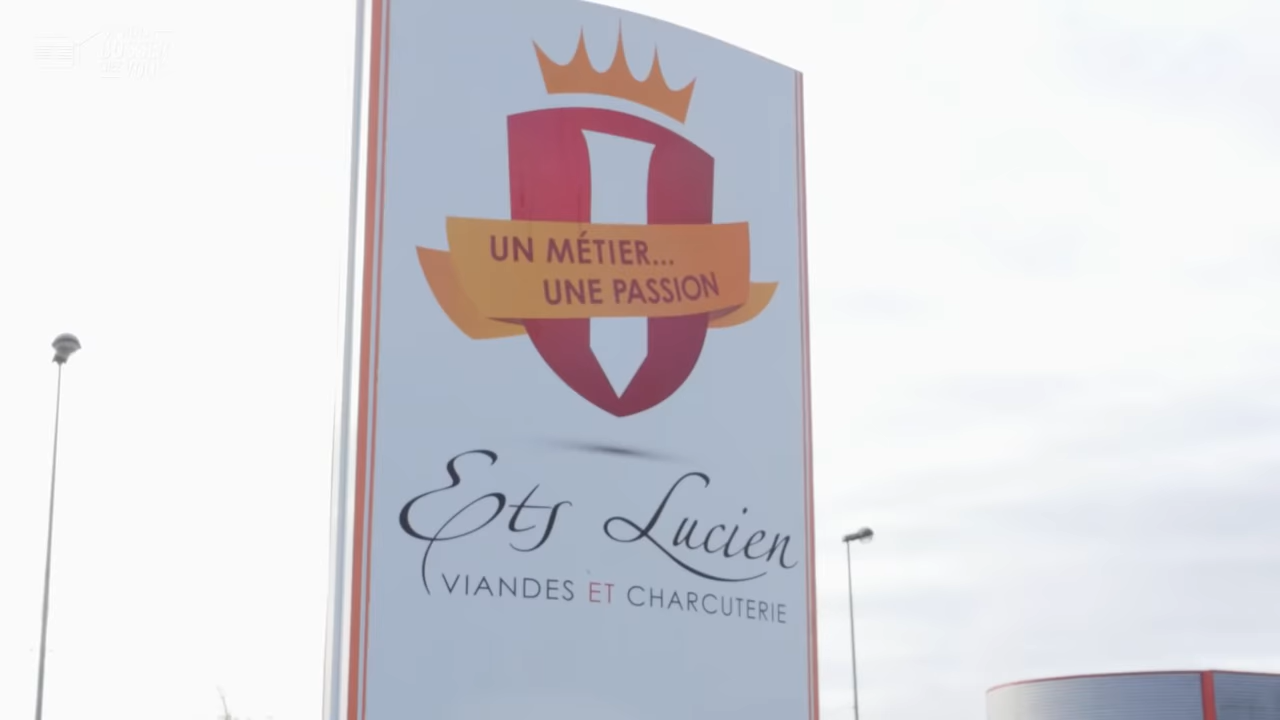 UN MÉTIER...
UNE PASSION
Ets Lucien
VIANDES ET CHARCUTERIE